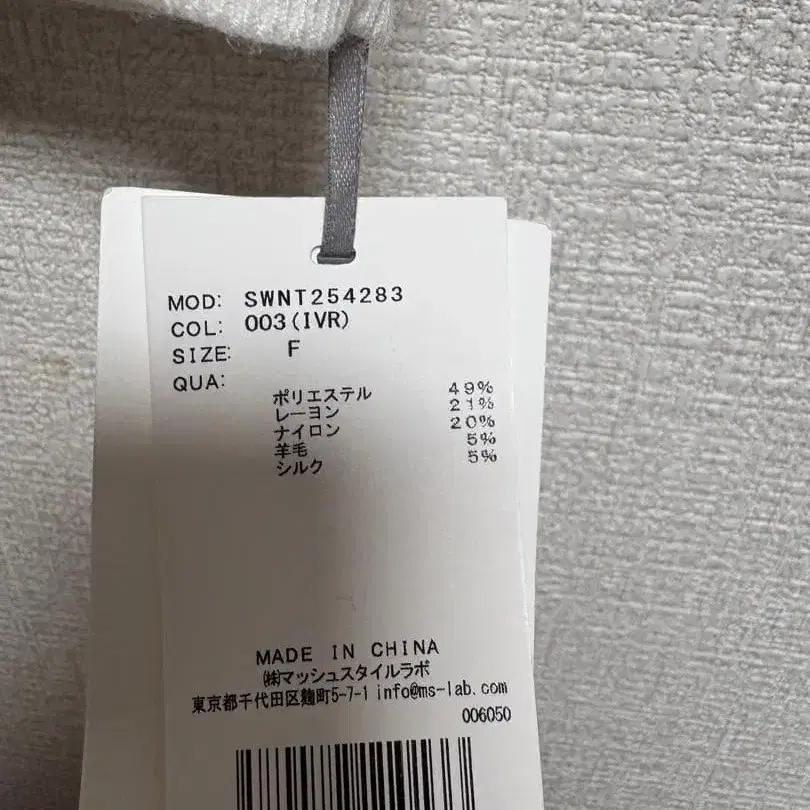 MOD: SWNT254283
COL: 003(IVR)
SIZE: F
QUA:
ポリエステル 49%
レーヨン 21%
ナイロン 20%
羊毛 5%
シルク 5%
MADE IN CHINA
㈱マッシュスタイルラボ
東京都千代田区麹町5-7-1 info@ms-lab.com
006050